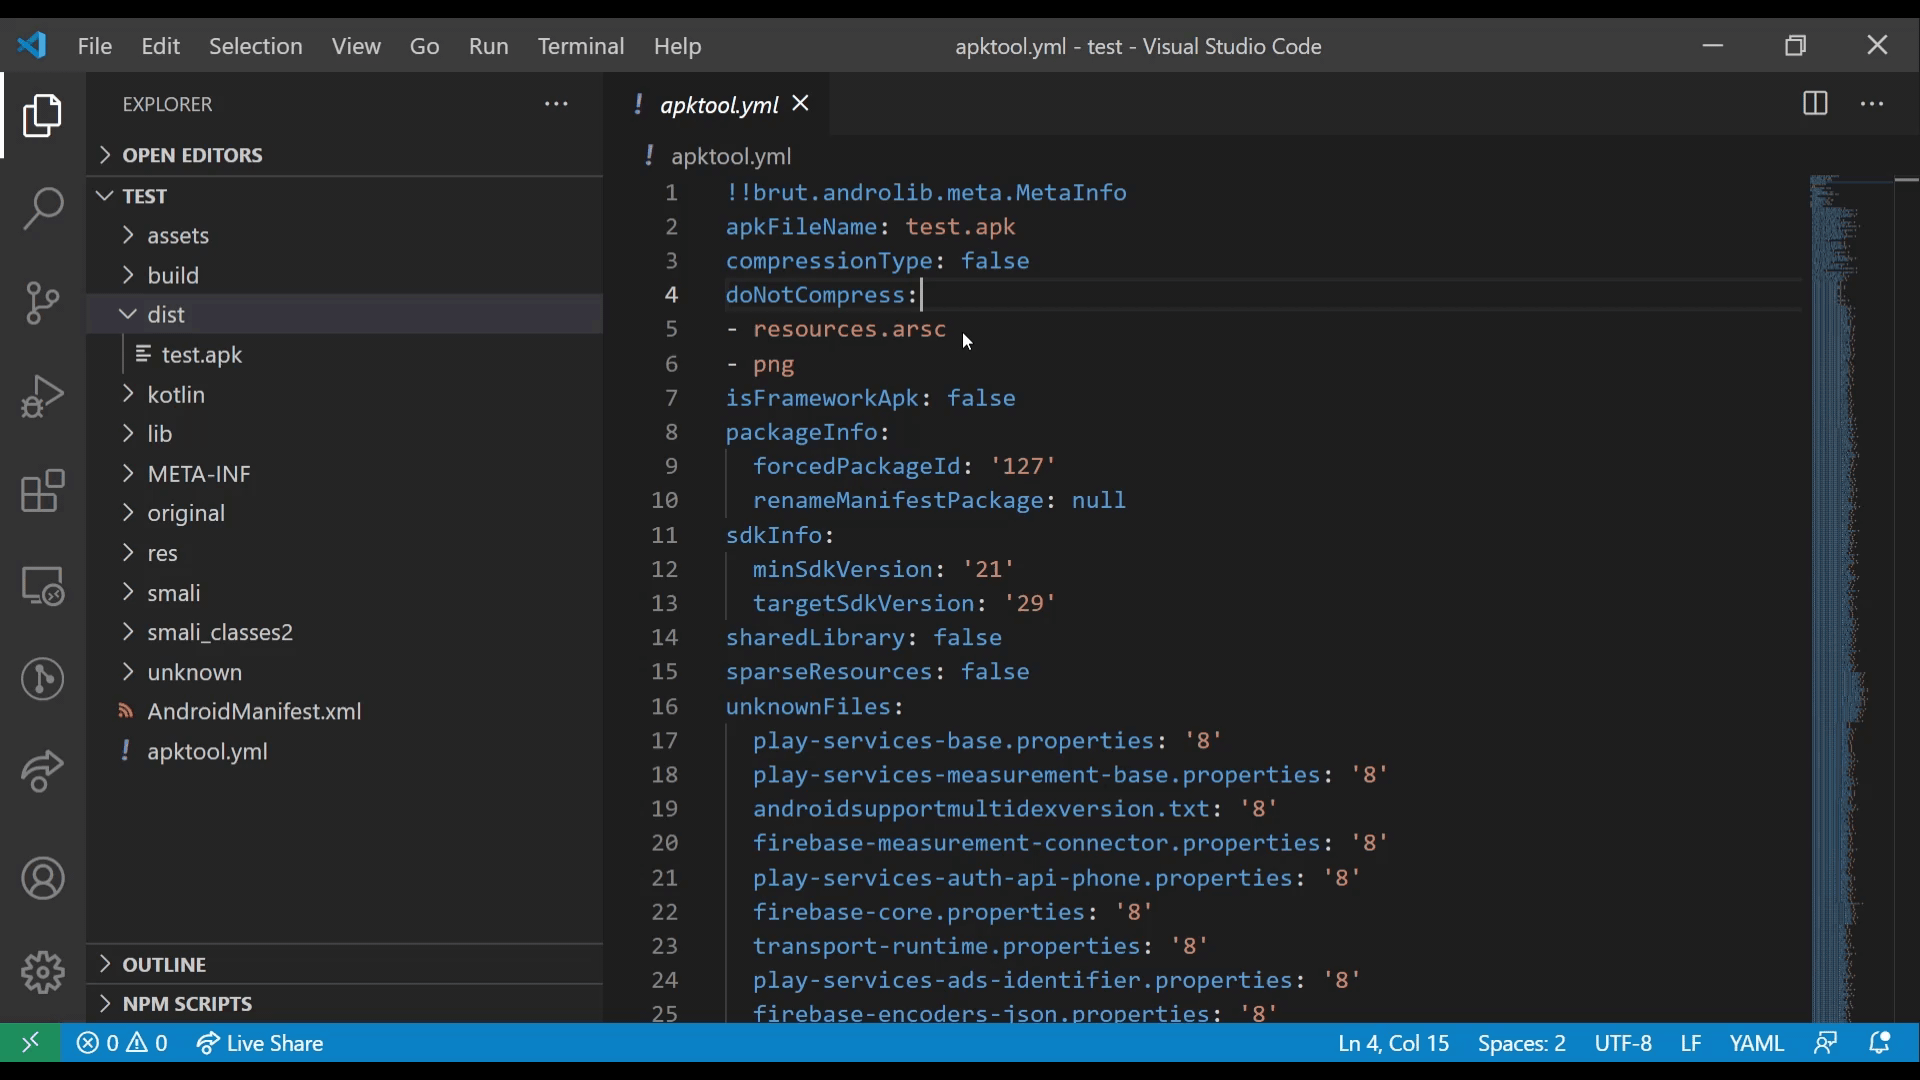 File Edit Selection View Go Run Terminal Help
apktool.yml - test - Visual Studio Code
EXPLORER
OPEN EDITORS
TEST
assets
build
dist
test.apk
kotlin
lib
META-INF
original
res
smali
smali_classes2
unknown
AndroidManifest.xml
! apktool.yml
OUTLINE
NPM SCRIPTS
! apktool.yml
! apktool.yml
1 !!brut.androlib.meta.MetaInfo
2 apkFileName: test.apk
3 compressionType: false
4 doNotCompress:
5 - resources.arsc
6 - png
7 isFrameworkApk: false
8 packageInfo:
9 forcedPackageId: '127'
10 renameManifestPackage: null
11 sdkInfo:
12 minSdkVersion: '21'
13 targetSdkVersion: '29'
14 sharedLibrary: false
15 sparseResources: false
16 unknownFiles:
17 play-services-base.properties: '8'
18 play-services-measurement-base.properties: '8'
19 androidsupportmultidexversion.txt: '8'
20 firebase-measurement-connector.properties: '8'
21 play-services-auth-api-phone.properties: '8'
22 firebase-core.properties: '8'
23 transport-runtime.properties: '8'
24 play-services-ads-identifier.properties: '8'
25 firebase-encoders-json.properties: '8'
0 0 Live Share
Ln 4, Col 15 Spaces: 2 UTF-8 LF YAML